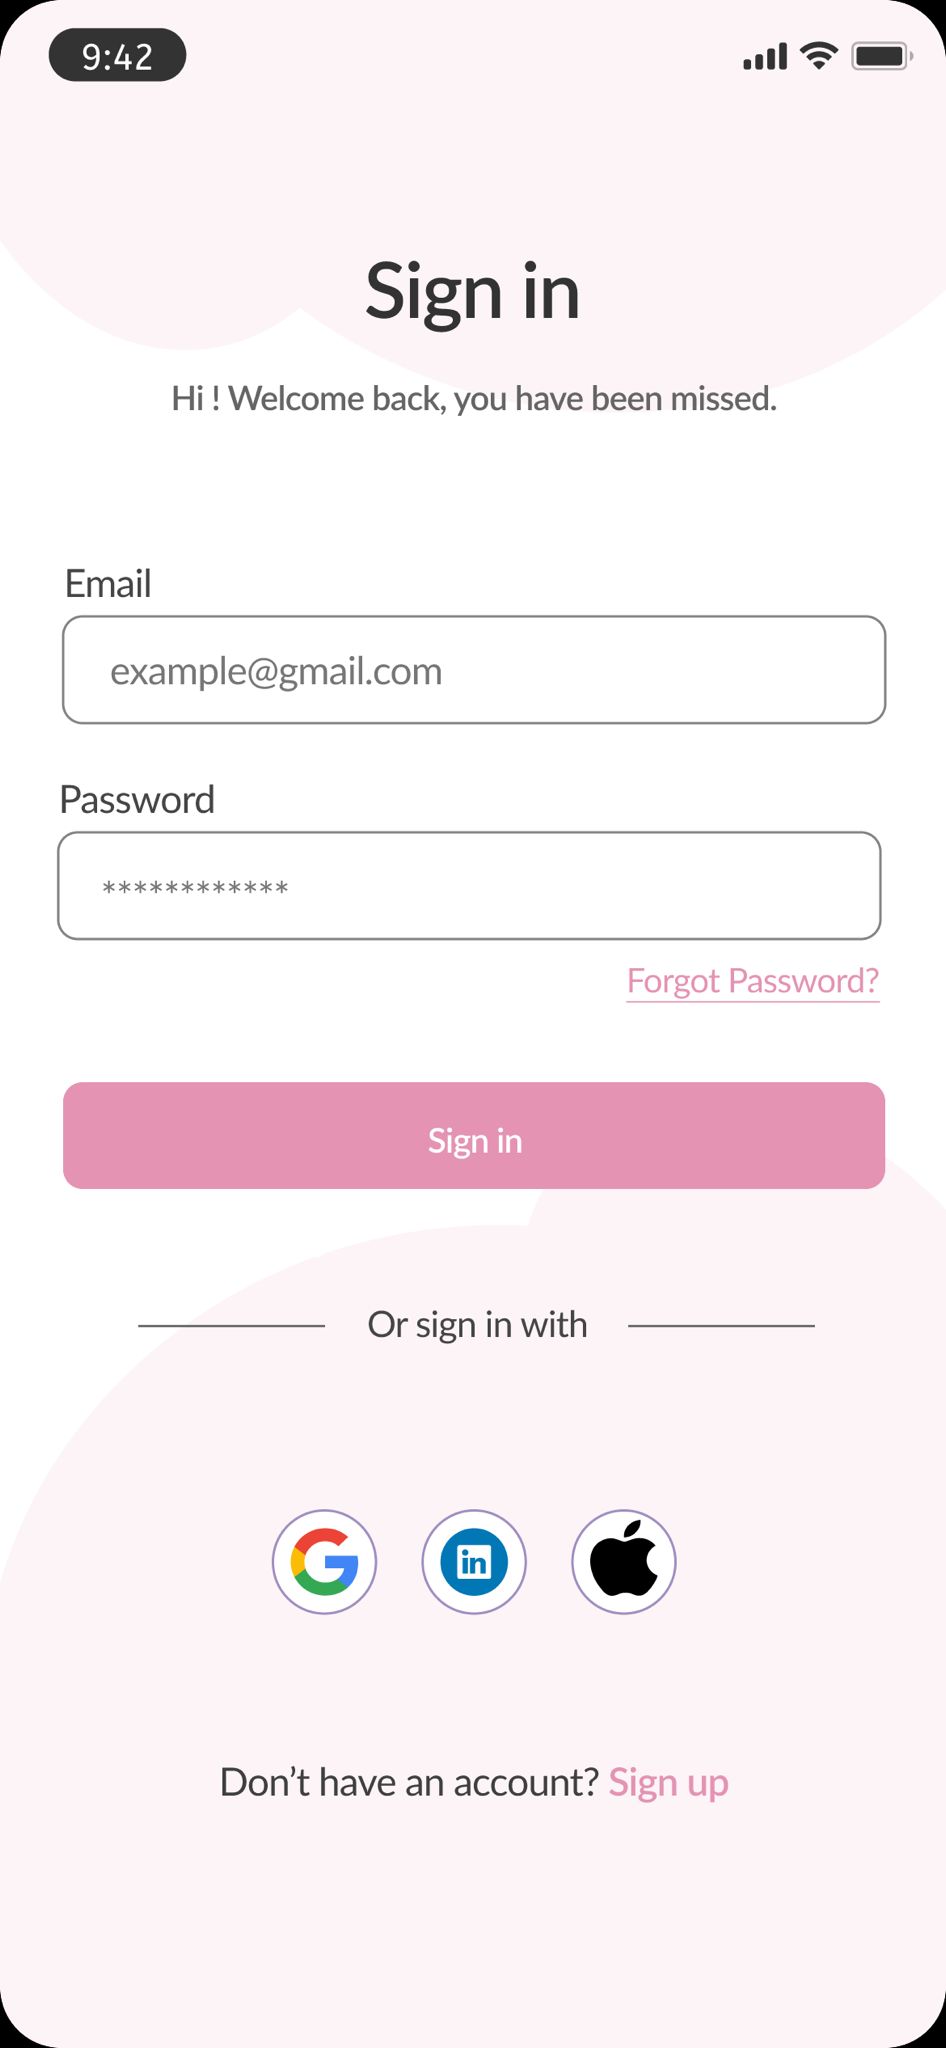 9:42
Sign in
Hi ! Welcome back, you have been missed.
Email
example@gmail.com
Password
************
Forgot Password?
Sign in
Or sign in with
in
Don’t have an account? Sign up